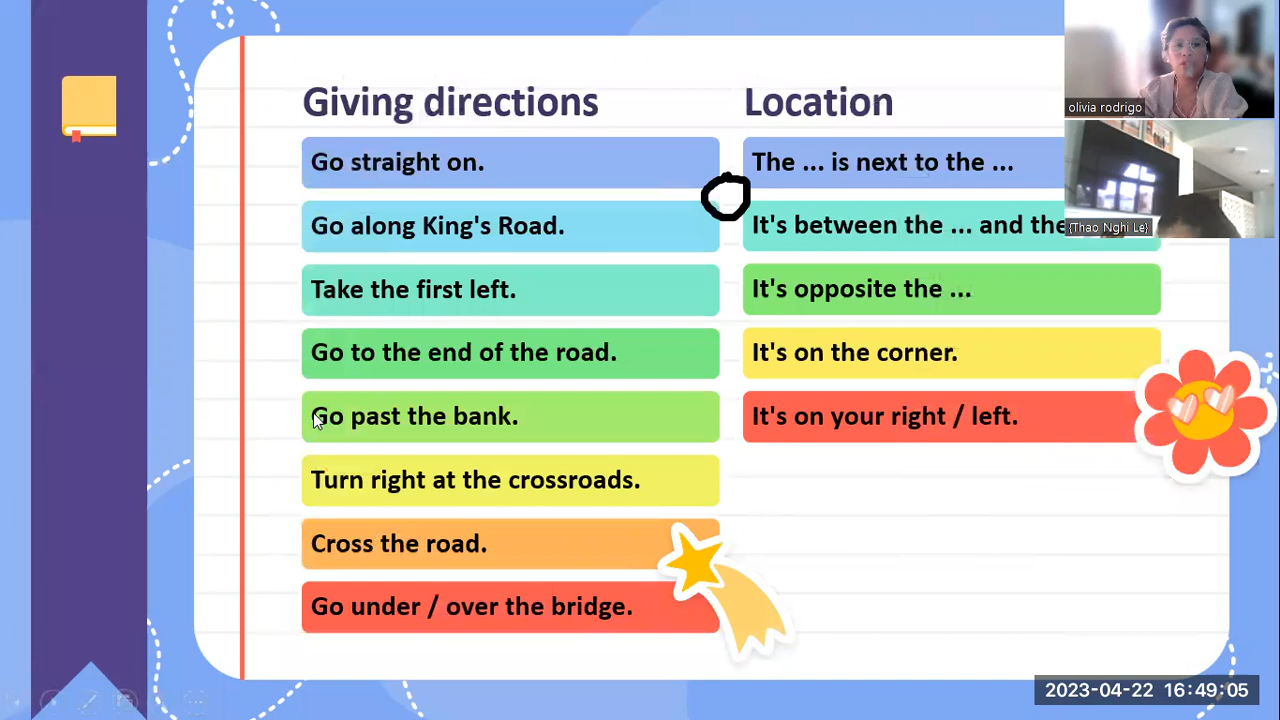 Giving directions
Go straight on.
Go along King's Road.
Take the first left.
Go to the end of the road.
Go past the bank.
Turn right at the crossroads.
Cross the road.
Go under / over the bridge.
Location
The ... is next to the ...
It's between the ... and the
It's opposite the ...
It's on the corner.
It's on your right / left.
olivia rodrigo
(Thao Nghi Le)
2023-04-22 16:49:05